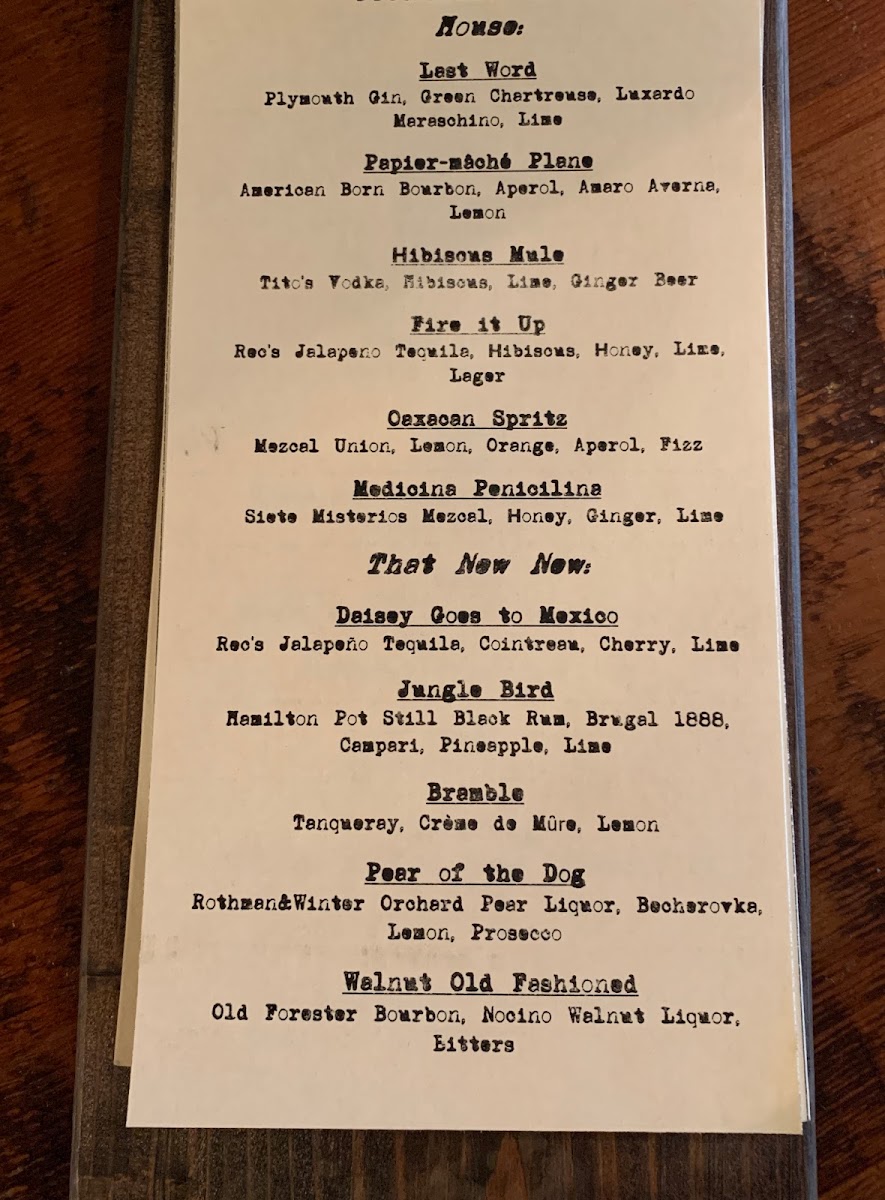 House:
Last Word
Plymouth Gin, Green Chartreuse, Luxardo
Maraschino, Lime
Papier-mâché Plane
American Born Bourbon, Aperol, Amaro Averna,
Lemon
Hibiscus Mule
Tito's Vodka, Hibiscus, Lime, Ginger Beer
Fire it Up
Rec's Jalapeno Tequila, Hibiscus, Honey, Lime,
Lager
Oaxacan Spritz
Mezcal Union, Lemon, Orange, Aperol, Fizz
Medicina Penicilina
Siete Misterios Mezcal, Honey, Ginger, Lime
That New New:
Daisey Goes to Mexico
Rec's Jalapeño Tequila, Cointreau, Cherry, Lime
Jungle Bird
Hamilton Pot Still Black Rum, Brugal 1888,
Campari, Pineapple, Lime
Bramble
Tanqueray, Crème de Mûre, Lemon
Pear of the Dog
Rothman&Winter Orchard Pear Liquor, Becherovka,
Lemon, Prosecco
Walnut Old Fashioned
Old Forester Bourbon, Nocino Walnut Liquor,
Bitters